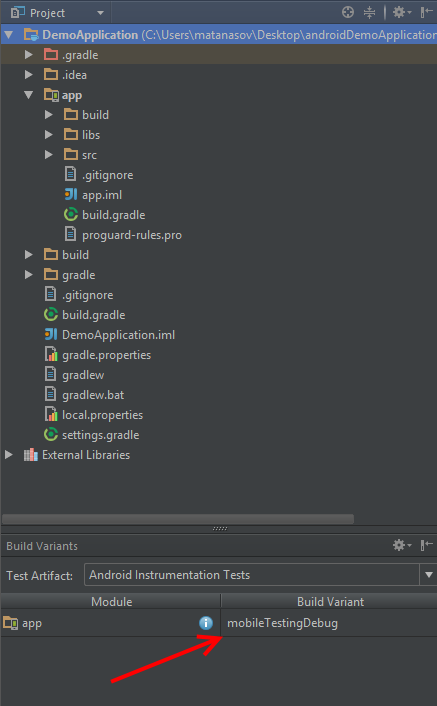 Project
DemoApplication (C:\Users\matanasov\Desktop\androidDemoApplication
.gradle
.idea
app
build
libs
src
.gitignore
app.iml
build.gradle
proguard-rules.pro
build
gradle
.gitignore
build.gradle
DemoApplication.iml
gradle.properties
gradlew
gradlew.bat
local.properties
settings.gradle
External Libraries
Build Variants
Test Artifact: Android Instrumentation Tests
Module Build Variant
app mobileTestingDebug